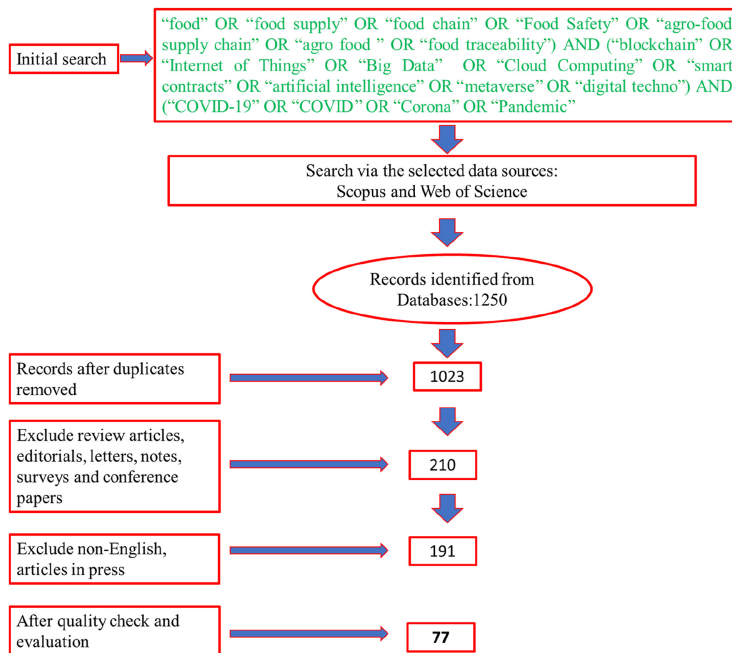 “food” OR “food supply” OR “food chain” OR “Food Safety” OR “agro-food
supply chain” OR “agro food ” OR “food traceability”) AND (“blockchain” OR
Initial search
“Internet of Things” OR “Big Data”  OR “Cloud Computing” OR “smart
contracts” OR “artificial intelligence” OR “metaverse” OR “digital techno”) AND
(“COVID-19” OR “COVID” OR “Corona” OR “Pandemic”
Search via the selected data sources:
Scopus and Web of Science
Records identified from
Databases:1250
Records after duplicates
removed
1023
Exclude review articles,
editorials, letters, notes,
surveys and conference
papers
210
Exclude non-English,
articles in press
191
After quality check and
evaluation
77